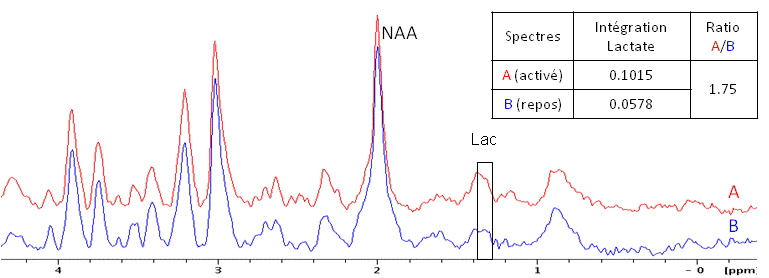 NAA
Spectres
Intégration
Lactate
Ratio
A/B
A (activé)
0.1015
1.75
B (repos)
0.0578
Lac
A
B
4 3 2 1 - 0 [ppm]